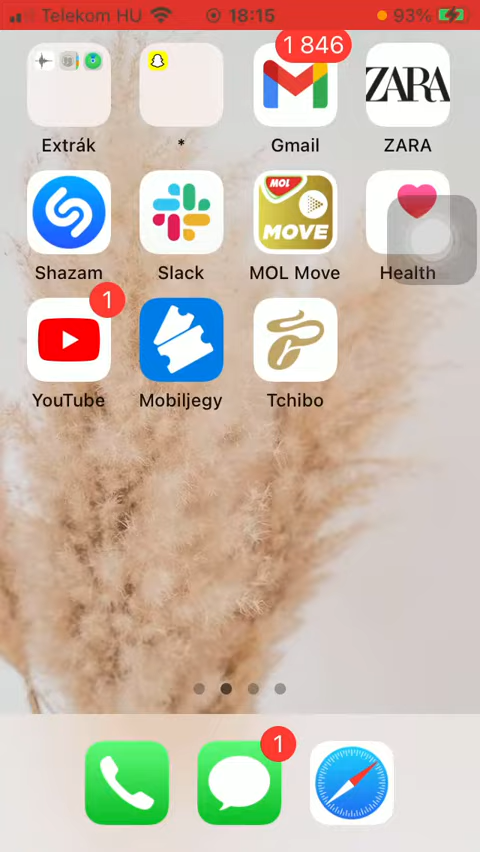 Telekom HU 18:15 93%
1 846
Extrák * Gmail ZARA
ZARA
MOL
MOVE
Shazam Slack MOL Move Health
1
YouTube Mobiljegy Tchibo
1